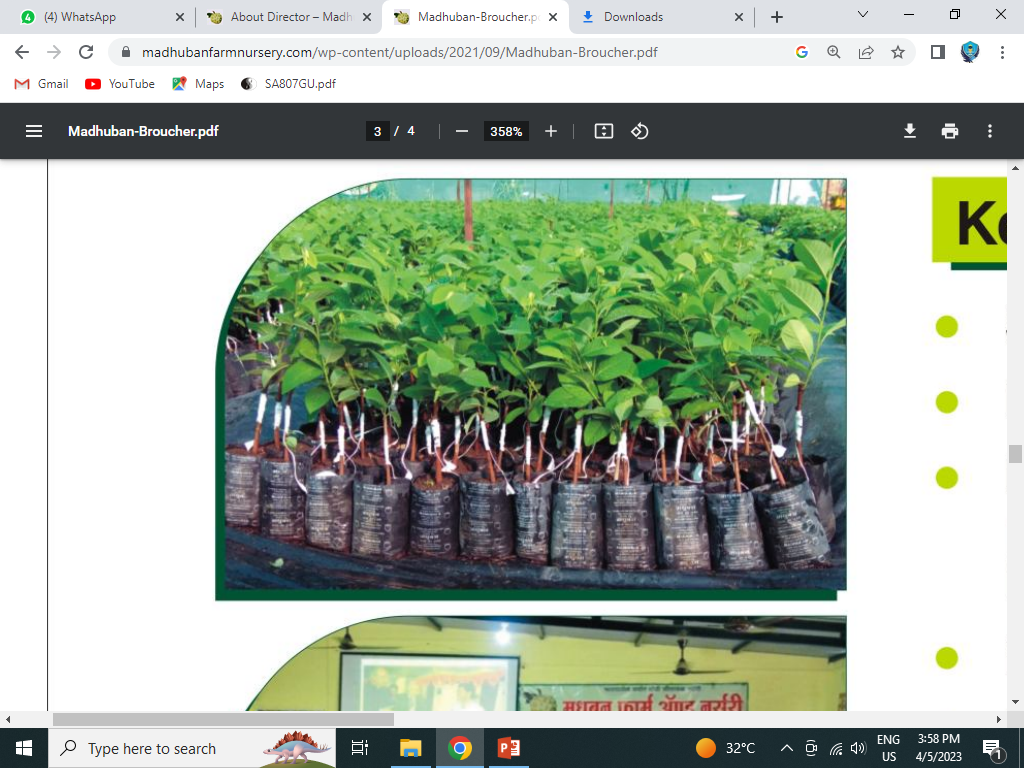 (4) WhatsApp
About Director – Madh
Madhuban-Broucher.p
Downloads
madhubanfarmnursery.com/wp-content/uploads/2021/09/Madhuban-Broucher.pdf
Gmail
YouTube
Maps
SA807GU.pdf
Madhuban-Broucher.pdf
3 / 4
358%
Ke
मधुबन फार्म अँण्ड नर्सरी
Type here to search
32°C
ENG
US
3:58 PM
4/5/2023
1